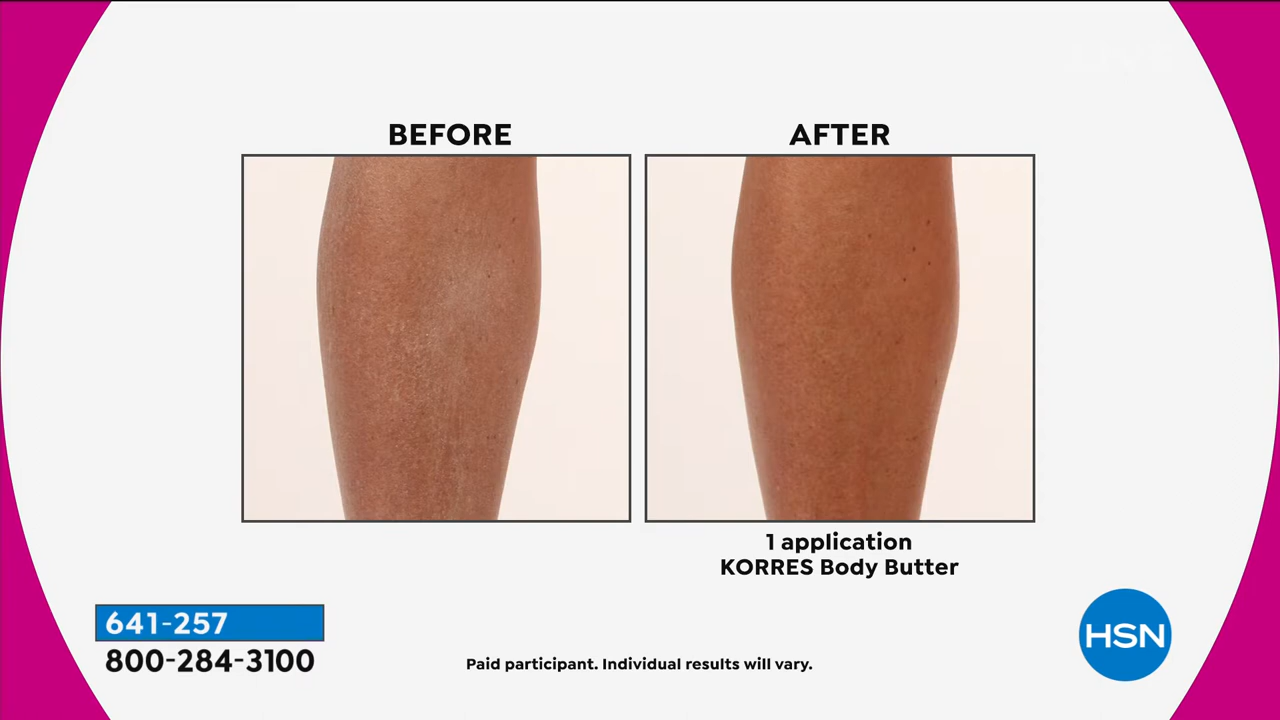 BEFORE
AFTER
1 application
KORRES Body Butter
641-257
800-284-3100
Paid participant. Individual results will vary.
HSN